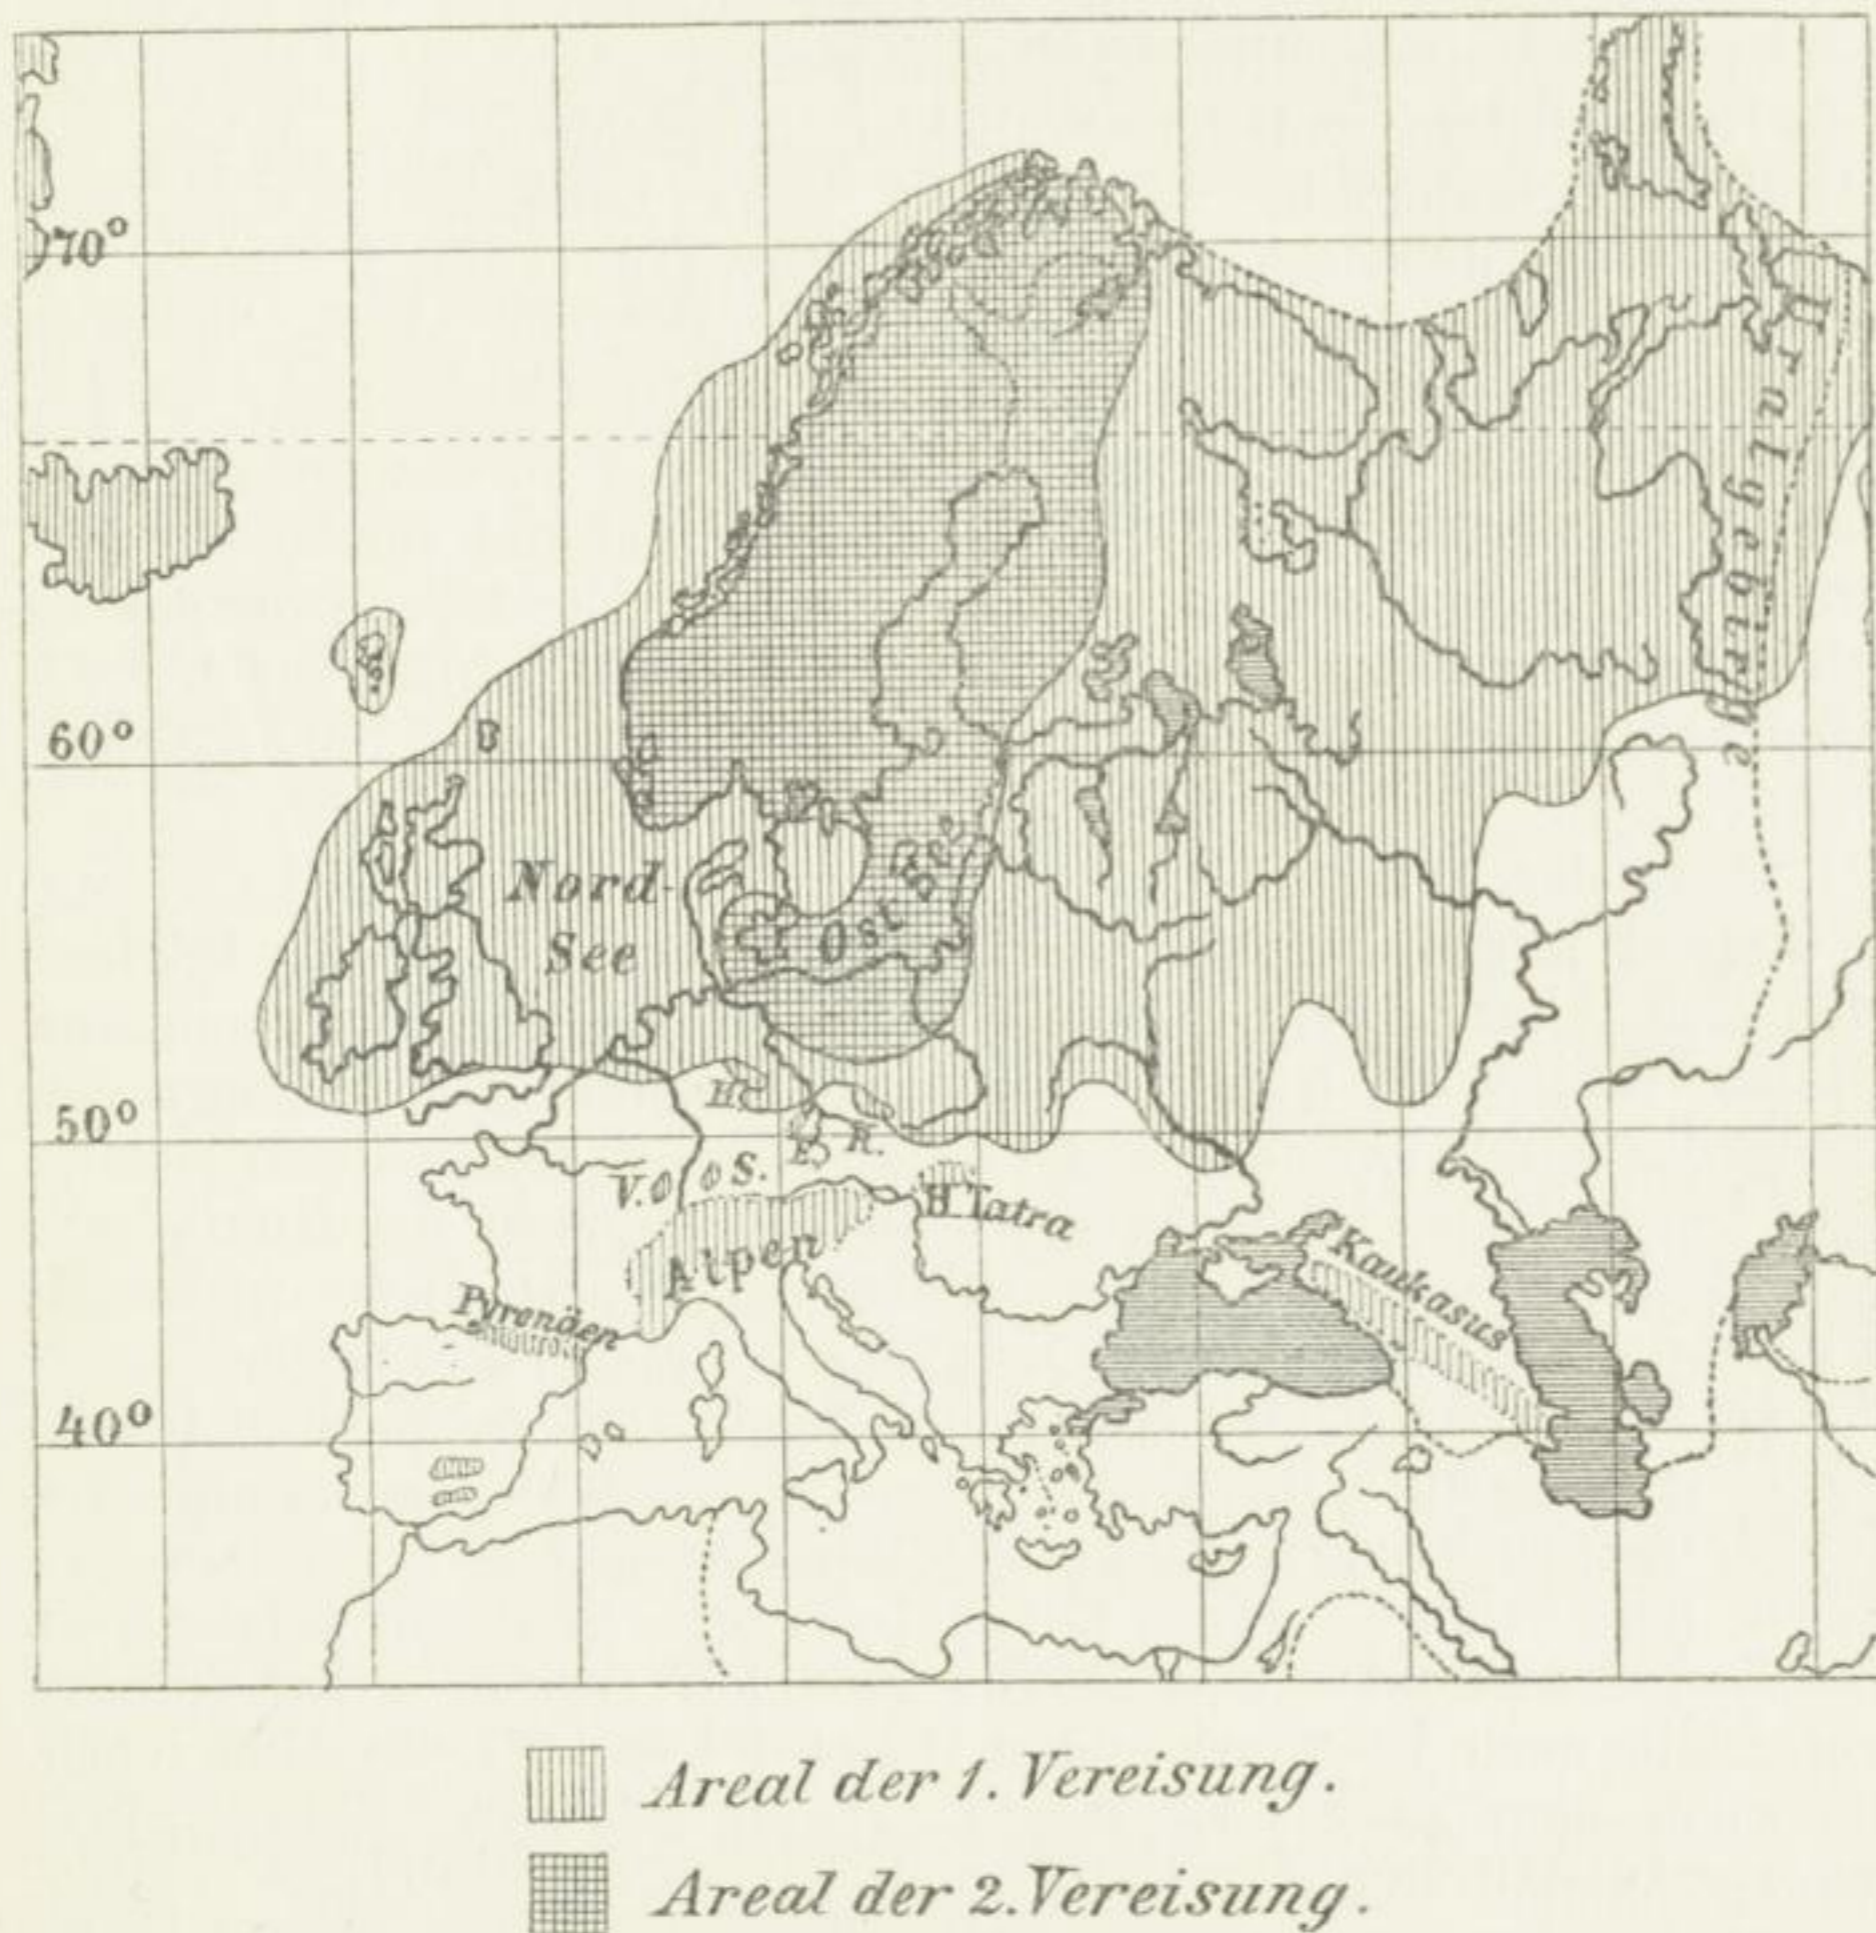 70°
Uralgebirge
60°
Nord-
See
Ost See
50°
H.
E.
R.
V.
S.
H. Tatra
Alpen
Kaukasus
Pyrenäen
40°
Areal der 1. Vereisung.
Areal der 2. Vereisung.